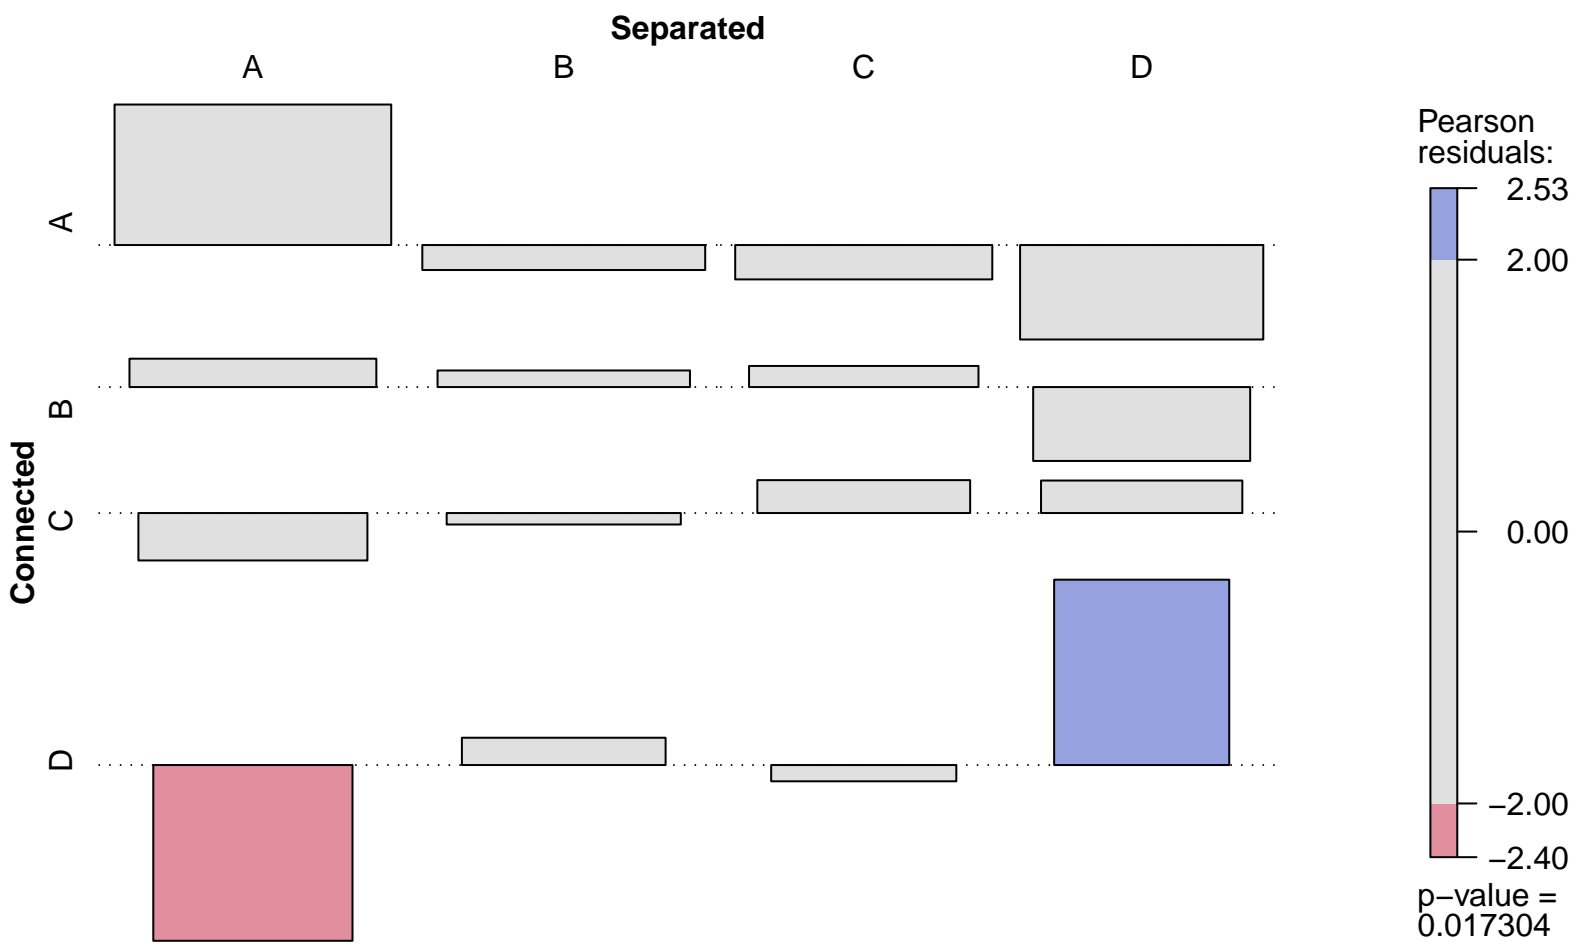 Separated
A B C D
Pearson
residuals:
2.53
2.00
0.00
−2.00
−2.40
p−value =
0.017304
Connected
A
B
C
D